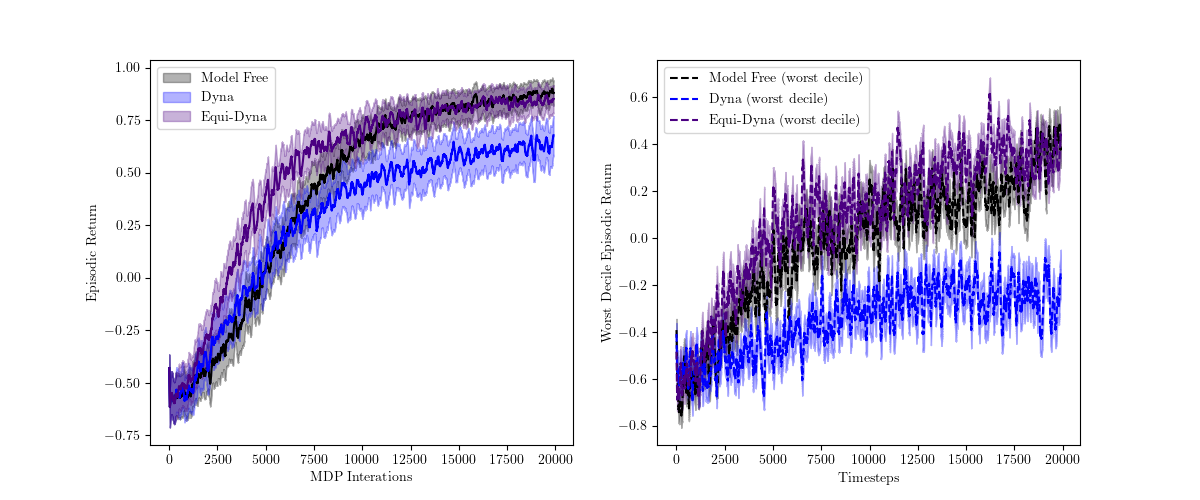 Model Free
Dyna
Equi-Dyna
1.00
0.75
0.50
0.25
0.00
−0.25
−0.50
−0.75
Episodic Return
0 2500 5000 7500 10000 12500 15000 17500 20000
MDP Interations
Model Free (worst decile)
Dyna (worst decile)
Equi-Dyna (worst decile)
0.6
0.4
0.2
0.0
−0.2
−0.4
−0.6
−0.8
Worst Decile Episodic Return
0 2500 5000 7500 10000 12500 15000 17500 20000
Timesteps